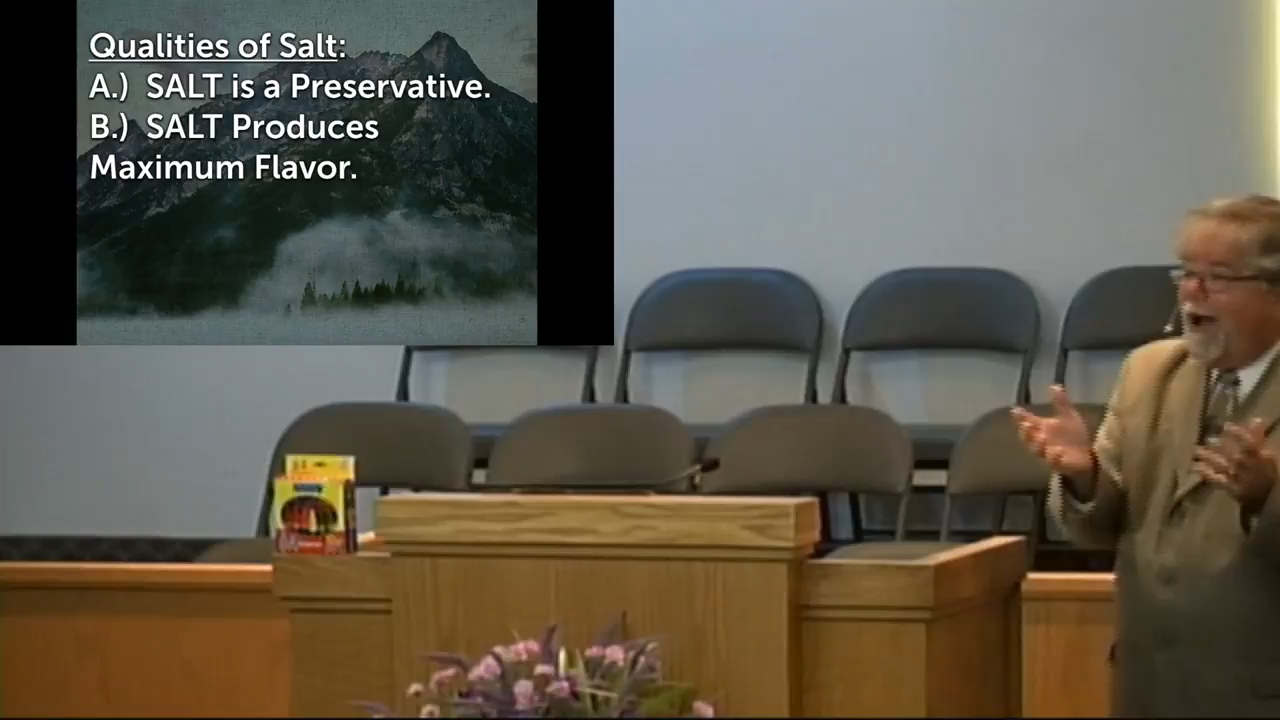 Qualities of Salt:
A.) SALT is a Preservative.
B.) SALT Produces
Maximum Flavor.